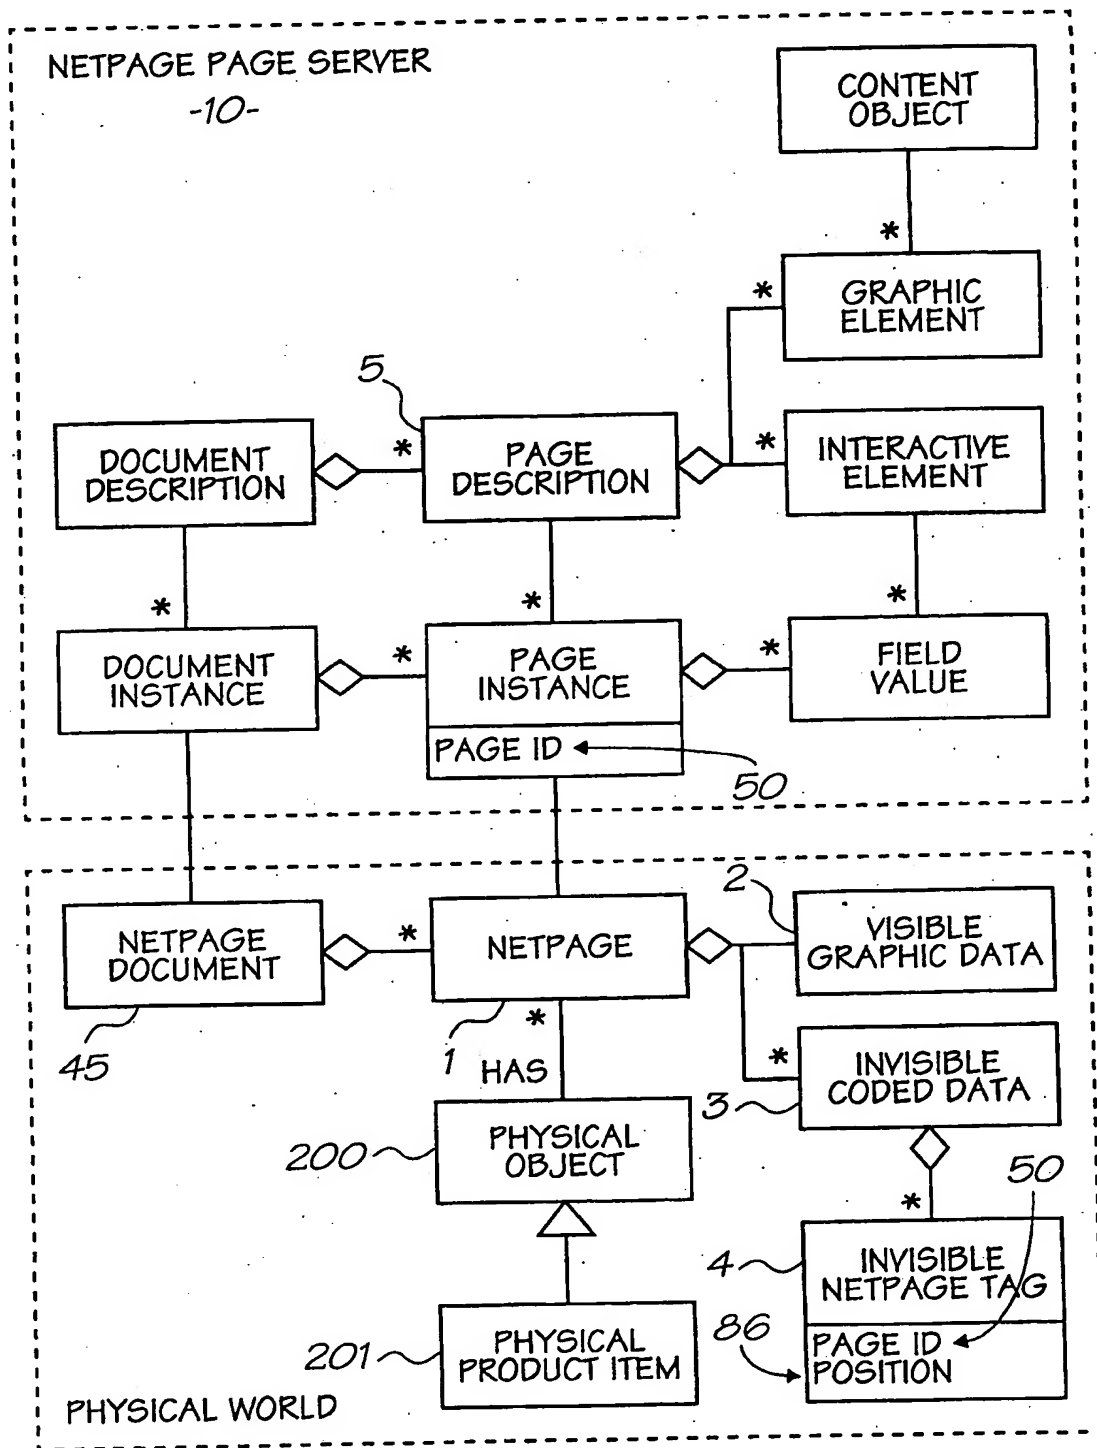 NETPAGE PAGE SERVER
-10-
CONTENT
OBJECT
*
GRAPHIC
ELEMENT
*
5
DOCUMENT
DESCRIPTION
*
PAGE
DESCRIPTION
*
INTERACTIVE
ELEMENT
*
*
*
DOCUMENT
INSTANCE
*
PAGE
INSTANCE
*
FIELD
VALUE
PAGE ID
50
2
NETPAGE
DOCUMENT
*
NETPAGE
VISIBLE
GRAPHIC DATA
45
1
*
HAS
*
INVISIBLE
CODED DATA
3
200
PHYSICAL
OBJECT
50
*
4
INVISIBLE
NETPAGE TAG
86
PAGE ID
POSITION
201
PHYSICAL
PRODUCT ITEM
PHYSICAL WORLD